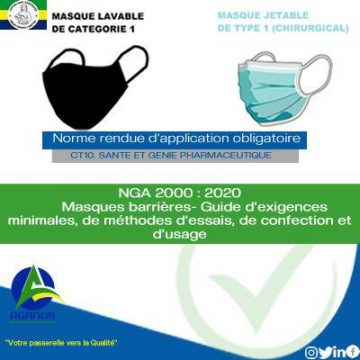 MASQUE LAVABLE
DE CATEGORIE 1
MASQUE JETABLE
DE TYPE 1 (CHIRURGICAL)
Norme rendue d'application obligatoire
CT10. SANTE ET GENIE PHARMACEUTIQUE
NGA 2000 : 2020
Masques barrières- Guide d'exigences
minimales, de méthodes d'essais, de confection et
d'usage
AGANOR
"Votre passerelle vers la Qualité"